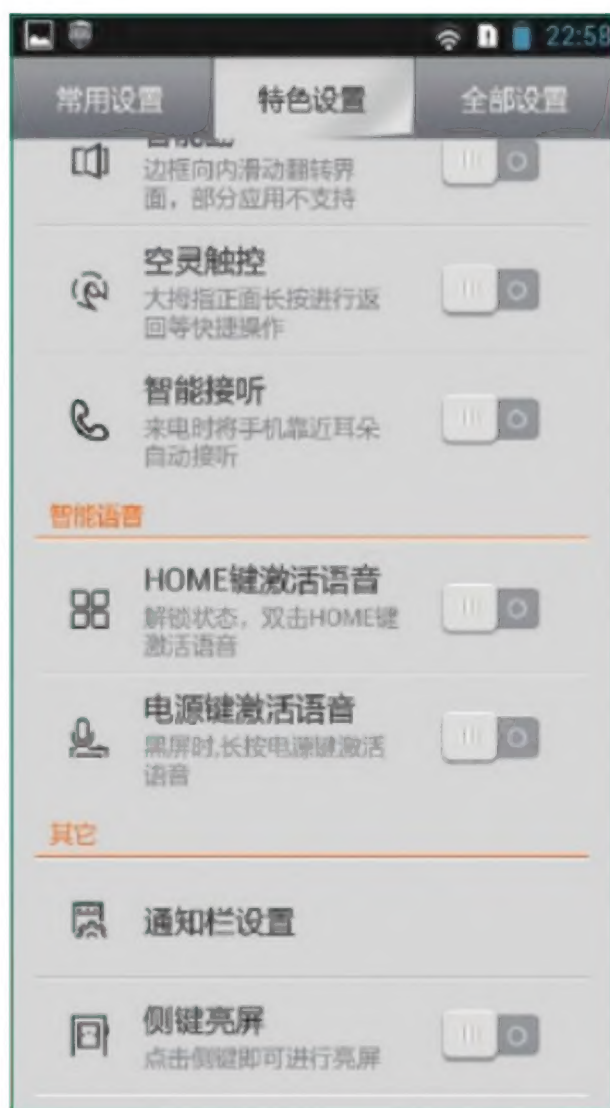 22:58
常用设置 特色设置 全部设置
边框向内滑动翻转界
面，部分应用不支持
空灵触控
大拇指正面长按进行返
回等快捷操作
智能接听
来电时将手机靠近耳朵
自动接听
智能语音
HOME键激活语音
解锁状态，双击HOME键
激活语音
电源键激活语音
黑屏时,长按电源键激活
语音
其它
通知栏设置
侧键亮屏
点击侧键即可进行亮屏